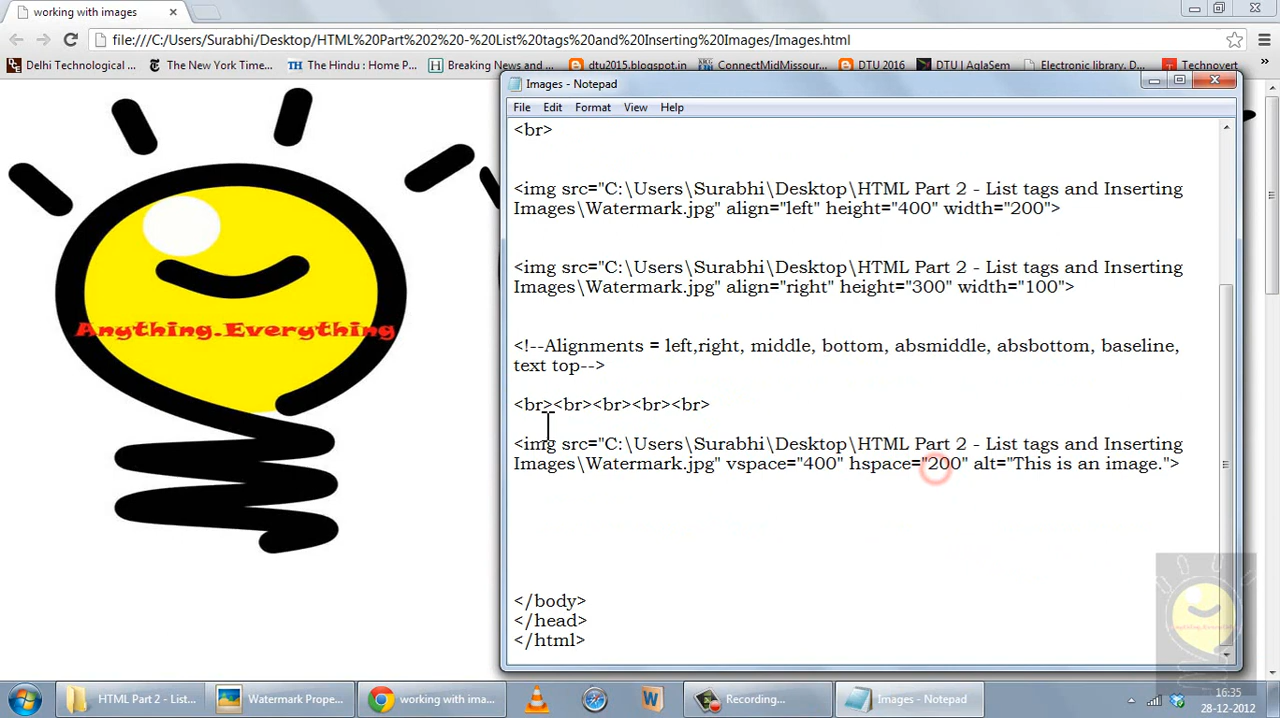 working with images
file:///C:/Users/Surabhi/Desktop/HTML%20Part%202%20-%20List%20tags%20and%20Inserting%20Images/Images.html
Delhi Technological ...
The New York Time...
The Hindu : Home P...
Breaking News and ...
dtu2015.blogspot.in
ConnectMidMissour...
DTU 2016
DTU | AglaSem
Electronic library. D...
Technovert
Images - Notepad
File Edit Format View Help
<br>
<img src="C:\Users\Surabhi\Desktop\HTML Part 2 - List tags and Inserting
Images\Watermark.jpg" align="left" height="400" width="200">
<img src="C:\Users\Surabhi\Desktop\HTML Part 2 - List tags and Inserting
Images\Watermark.jpg" align="right" height="300" width="100">
<!--Alignments = left,right, middle, bottom, absmiddle, absbottom, baseline,
text top-->
<br><br><br><br><br>
<img src="C:\Users\Surabhi\Desktop\HTML Part 2 - List tags and Inserting
Images\Watermark.jpg" vspace="400" hspace="200" alt="This is an image.">
</body>
</head>
</html>
Anything.Everything
Anything.Everything
HTML Part 2 - List...
Watermark Prope...
working with ima...
Recording...
Images - Notepad
16:35
28-12-2012